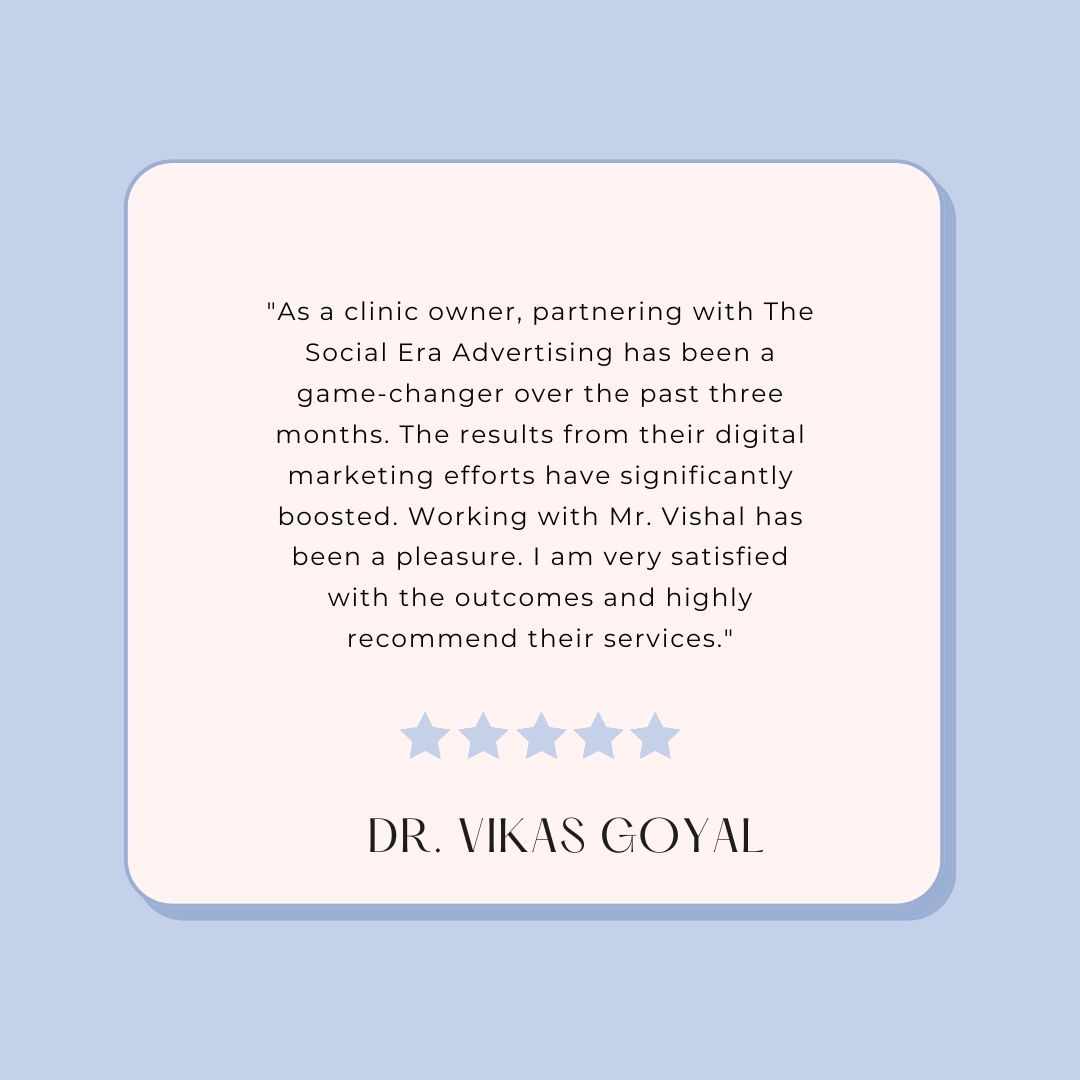 "As a clinic owner, partnering with The
Social Era Advertising has been a
game-changer over the past three
months. The results from their digital
marketing efforts have significantly
boosted. Working with Mr. Vishal has
been a pleasure. I am very satisfied
with the outcomes and highly
recommend their services."
DR. VIKAS GOYAL